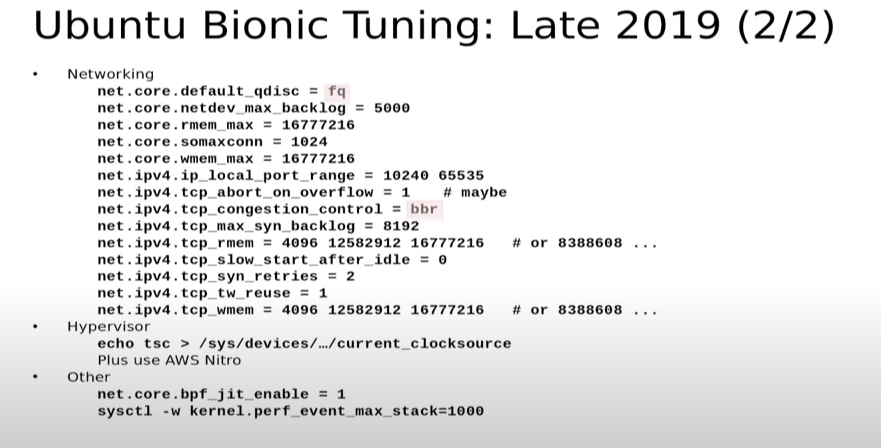 Ubuntu Bionic Tuning: Late 2019 (2/2)
• Networking
net.core.default_qdisc = fq
net.core.netdev_max_backlog = 5000
net.core.rmem_max = 16777216
net.core.somaxconn = 1024
net.core.wmem_max = 16777216
net.ipv4.ip_local_port_range = 10240 65535
net.ipv4.tcp_abort_on_overflow = 1    # maybe
net.ipv4.tcp_congestion_control = bbr
net.ipv4.tcp_max_syn_backlog = 8192
net.ipv4.tcp_rmem = 4096 12582912 16777216   # or 8388608 ...
net.ipv4.tcp_slow_start_after_idle = 0
net.ipv4.tcp_syn_retries = 2
net.ipv4.tcp_tw_reuse = 1
net.ipv4.tcp_wmem = 4096 12582912 16777216   # or 8388608 ...
• Hypervisor
echo tsc > /sys/devices/…/current_clocksource
Plus use AWS Nitro
• Other
net.core.bpf_jit_enable = 1
sysctl -w kernel.perf_event_max_stack=1000